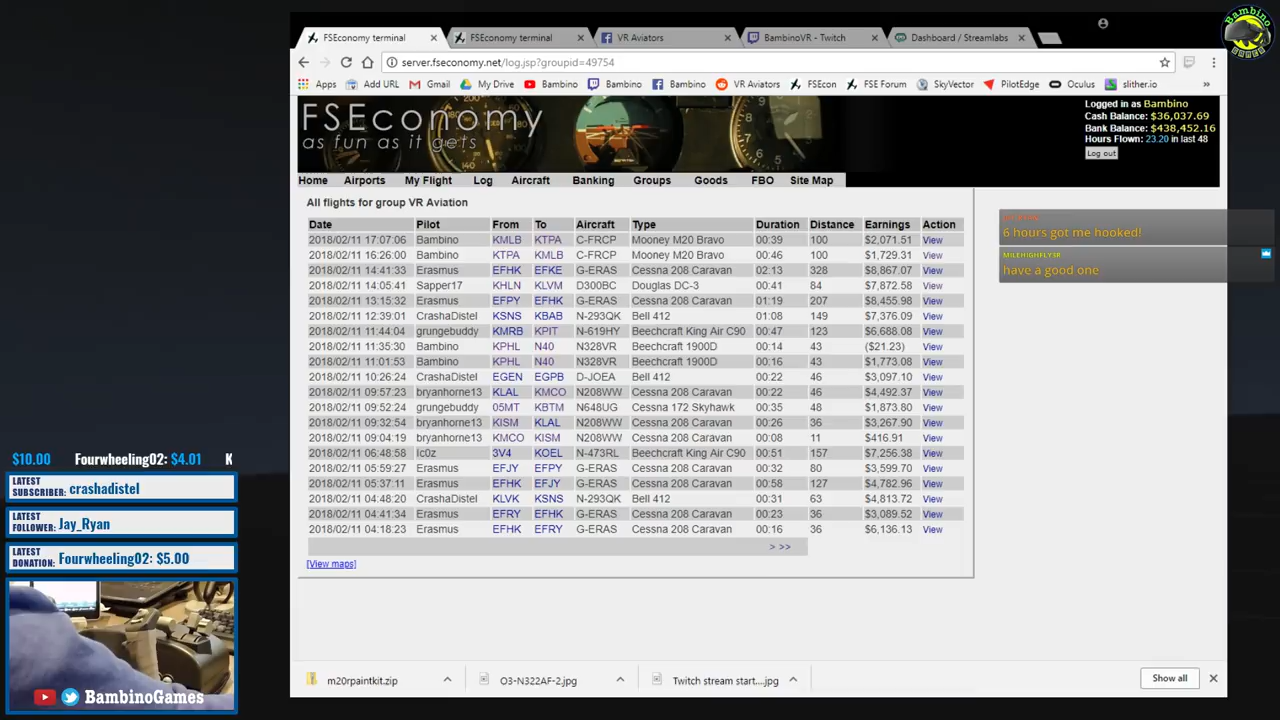 FSEconomy terminal
FSEconomy terminal
VR Aviators
BambinoVR - Twitch
Dashboard / Streamlabs
Bambino
GAMES
server.fseconomy.net/log.jsp?groupid=49754
Apps Add URL Gmail My Drive Bambino Bambino Bambino VR Aviators FSEcon FSE Forum SkyVector PilotEdge Oculus slither.io »
FSEconomy
as fun as it gets
Logged in as Bambino
Cash Balance: $36,037.69
Bank Balance: $438,452.16
Hours Flown: 23.20 in last 48
Log out
Home Airports My Flight Log Aircraft Banking Groups Goods FBO Site Map
All flights for group VR Aviation
Date Pilot From To Aircraft Type Duration Distance Earnings Action
2018/02/11 17:07:06 Bambino KMLB KTPA C-FRCP Mooney M20 Bravo 00:39 100 $2,071.51 View
2018/02/11 16:26:00 Bambino KTPA KMLB C-FRCP Mooney M20 Bravo 00:46 100 $1,729.31 View
2018/02/11 14:41:33 Erasmus EFHK EFKE G-ERAS Cessna 208 Caravan 02:13 328 $8,867.07 View
2018/02/11 14:05:41 Sapper17 KHLN KLVM D300BC Douglas DC-3 00:41 84 $7,872.58 View
2018/02/11 13:15:32 Erasmus EFPY EFHK G-ERAS Cessna 208 Caravan 01:19 207 $8,455.98 View
2018/02/11 12:39:01 CrashaDistel KSNS KBAB N-293QK Bell 412 01:08 149 $7,376.09 View
2018/02/11 11:44:04 grungebuddy KMRB KPIT N-619HY Beechcraft King Air C90 00:47 123 $6,688.08 View
2018/02/11 11:35:30 Bambino KPHL N40 N328VR Beechcraft 1900D 00:14 43 ($21.23) View
2018/02/11 11:01:53 Bambino KPHL N40 N328VR Beechcraft 1900D 00:16 43 $1,773.08 View
2018/02/11 10:26:24 CrashaDistel EGEN EGPB D-JOEA Bell 412 00:22 46 $3,097.10 View
2018/02/11 09:57:23 bryanhorne13 KLAL KMCO N208WW Cessna 208 Caravan 00:22 46 $4,492.37 View
2018/02/11 09:52:24 grungebuddy 05MT KBTM N648UG Cessna 172 Skyhawk 00:35 48 $1,873.80 View
2018/02/11 09:32:54 bryanhorne13 KISM KLAL N208WW Cessna 208 Caravan 00:26 36 $3,267.90 View
2018/02/11 09:04:19 bryanhorne13 KMCO KISM N208WW Cessna 208 Caravan 00:08 11 $416.91 View
2018/02/11 06:48:58 lc0z 3V4 KOEL N-473RL Beechcraft King Air C90 00:51 157 $7,256.38 View
2018/02/11 05:59:27 Erasmus EFJY EFPY G-ERAS Cessna 208 Caravan 00:32 80 $3,599.70 View
2018/02/11 05:37:11 Erasmus EFHK EFJY G-ERAS Cessna 208 Caravan 00:58 127 $4,782.96 View
2018/02/11 04:48:20 CrashaDistel KLVK KSNS N-293QK Bell 412 00:31 63 $4,813.72 View
2018/02/11 04:41:34 Erasmus EFRY EFHK G-ERAS Cessna 208 Caravan 00:23 36 $3,089.52 View
2018/02/11 04:18:23 Erasmus EFHK EFRY G-ERAS Cessna 208 Caravan 00:16 36 $6,136.13 View
> >>
[View maps]
6 hours got me hooked!
MILEHIGHFLYER
have a good one
$10.00 Fourwheeling02: $4.01 K
LATEST SUBSCRIBER: crashadistel
LATEST FOLLOWER: Jay_Ryan
LATEST DONATION: Fourwheeling02: $5.00
BambinoGames
m20rpaintkit.zip
O3-N322AF-2.jpg
Twitch stream start....jpg
Show all